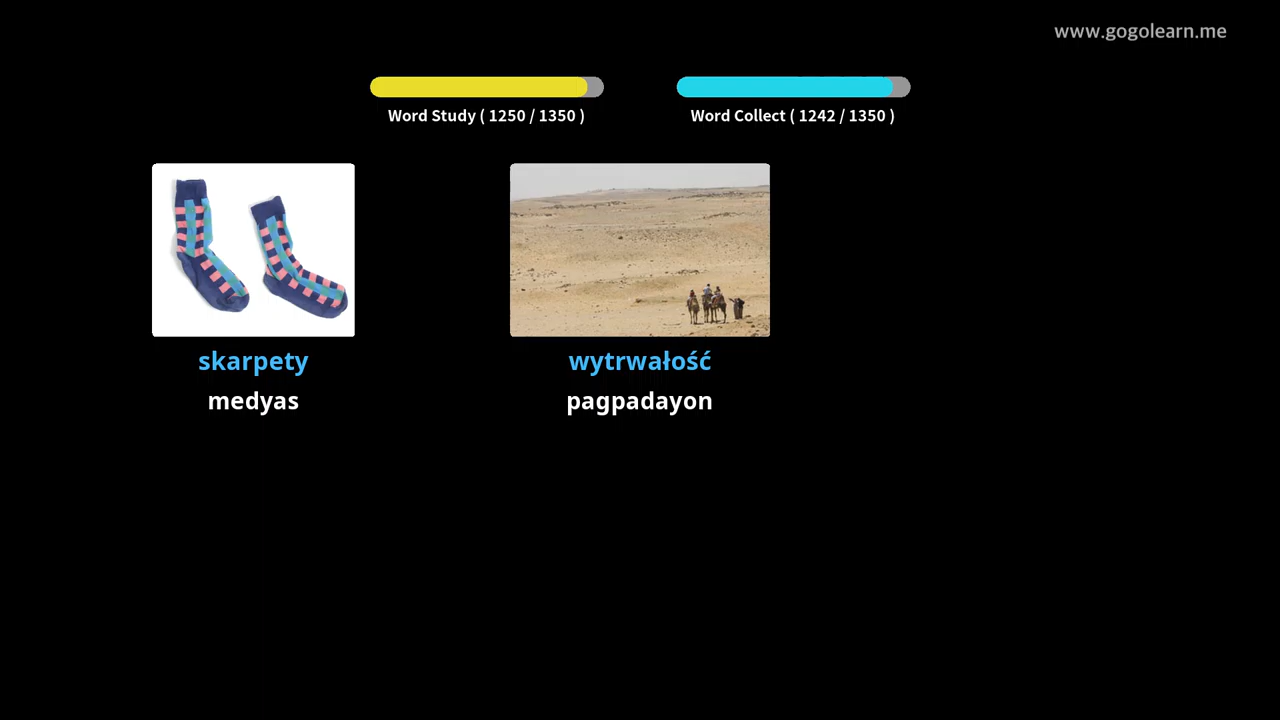 www.gogolearn.me
Word Study ( 1250 / 1350 )
Word Collect ( 1242 / 1350 )
skarpety
medyas
wytrwałość
pagpadayon